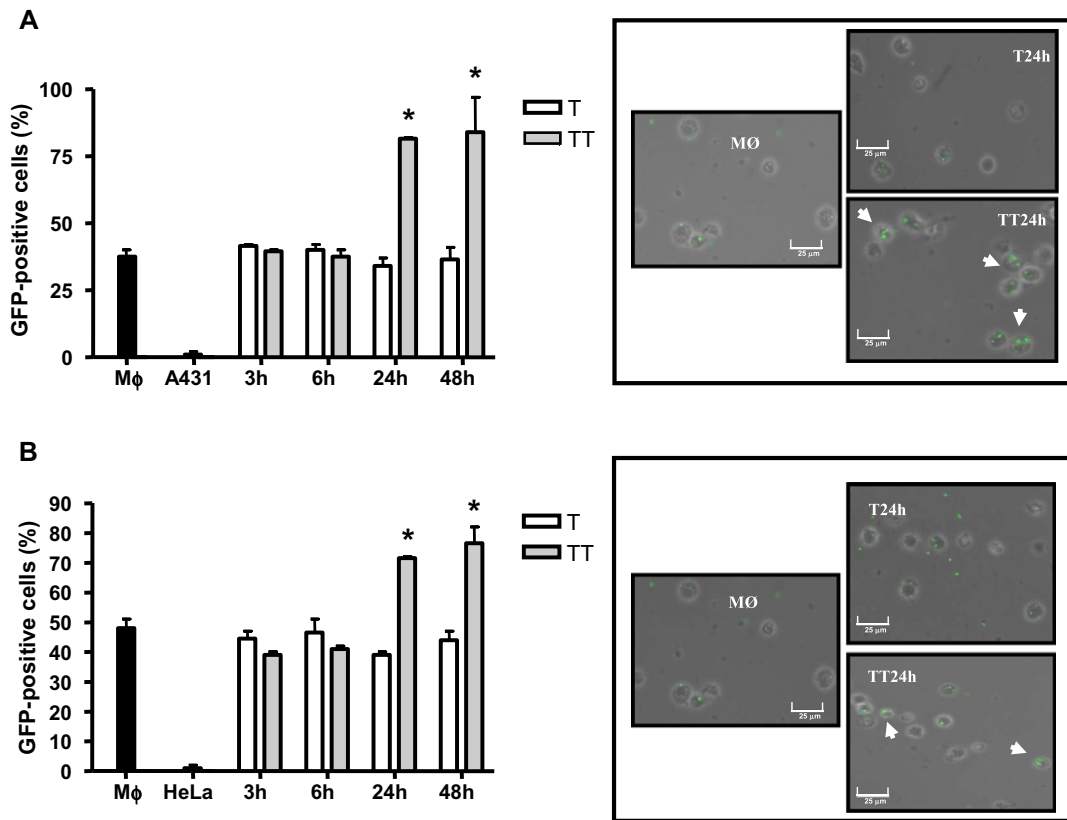 A
GFP-positive cells (%)
100
75
50
25
0
Mϕ A431 3h 6h 24h 48h
* *
T
TT
MØ
25 µm
T24h
25 µm
TT24h
25 µm
B
GFP-positive cells (%)
90
80
70
60
50
40
30
20
10
0
Mϕ HeLa 3h 6h 24h 48h
* *
T
TT
MØ
25 µm
T24h
25 µm
TT24h
25 µm